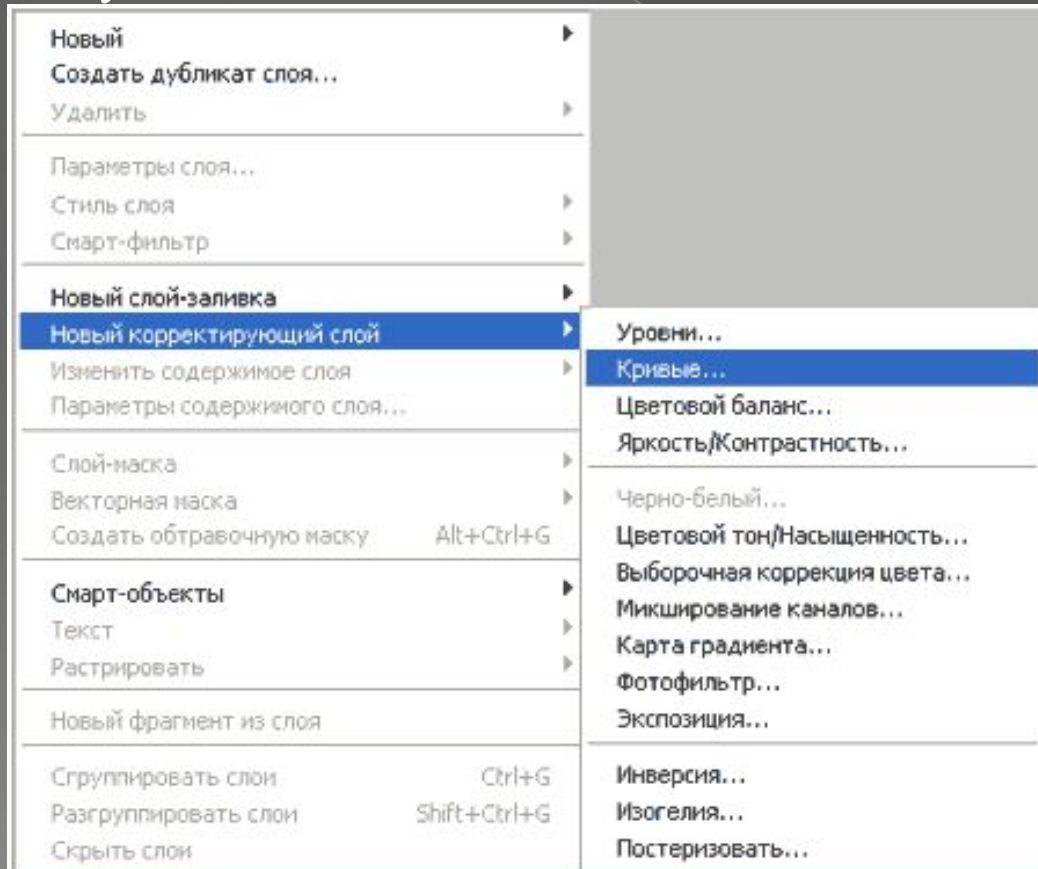 Новый
Создать дубликат слоя...
Удалить
Параметры слоя...
Стиль слоя
Смарт-фильтр
Новый слой-заливка
Новый корректирующий слой
Изменить содержимое слоя
Параметры содержимого слоя...
Слой-маска
Векторная маска
Создать обтравочную маску Alt+Ctrl+G
Смарт-объекты
Текст
Растрировать
Новый фрагмент из слоя
Сгруппировать слои Ctrl+G
Разгруппировать слои Shift+Ctrl+G
Скрыть слои
Уровни...
Кривые...
Цветовой баланс...
Яркость/Контрастность...
Черно-белый...
Цветовой тон/Насыщенность...
Выборочная коррекция цвета...
Микширование каналов...
Карта градиента...
Фотофильтр...
Экспозиция...
Инверсия...
Изогелия...
Постеризовать...